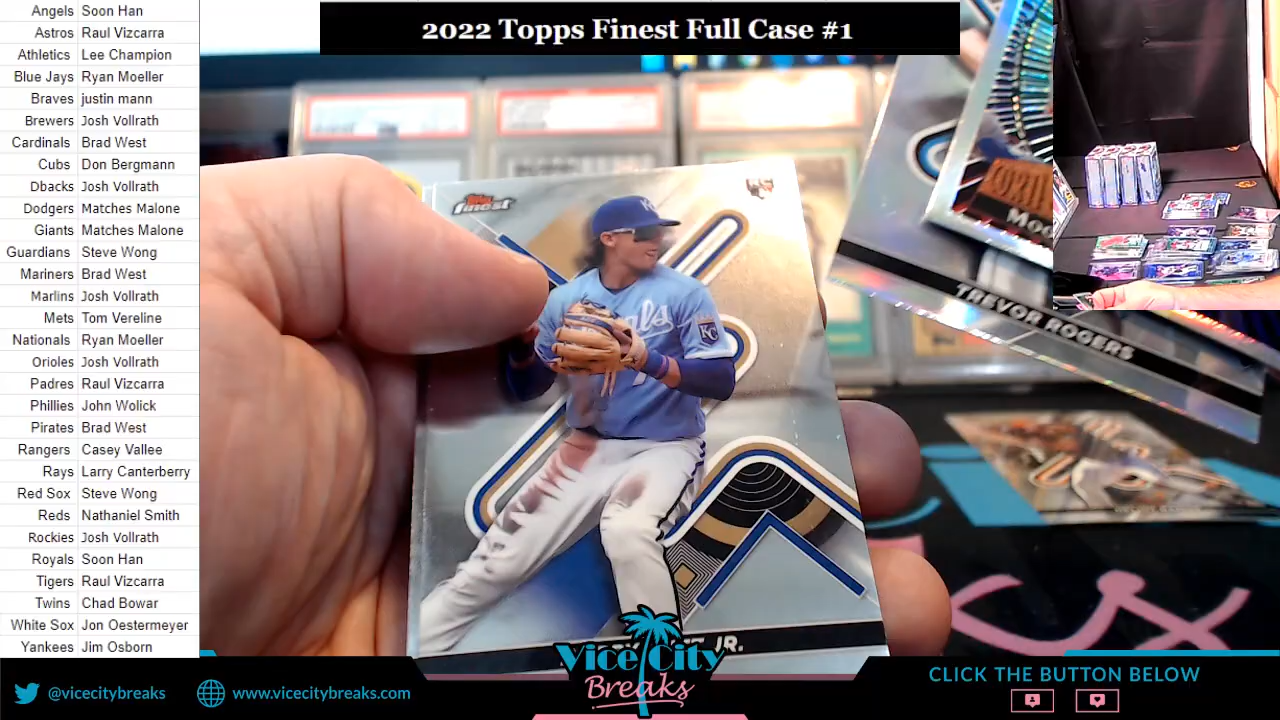 2022 Topps Finest Full Case #1
Angels Soon Han
Astros Raul Vizcarra
Athletics Lee Champion
Blue Jays Ryan Moeller
Braves justin mann
Brewers Josh Vollrath
Cardinals Brad West
Cubs Don Bergmann
Dbacks Josh Vollrath
Dodgers Matches Malone
Giants Matches Malone
Guardians Steve Wong
Mariners Brad West
Marlins Josh Vollrath
Mets Tom Vereline
Nationals Ryan Moeller
Orioles Josh Vollrath
Padres Raul Vizcarra
Phillies John Wolick
Pirates Brad West
Rangers Casey Vallee
Rays Larry Canterberry
Red Sox Steve Wong
Reds Nathaniel Smith
Rockies Josh Vollrath
Royals Soon Han
Tigers Raul Vizcarra
Twins Chad Bowar
White Sox Jon Oestermeyer
Yankees Jim Osborn
Topps
finest
KC
JR.
TREVOR ROGERS
Vice City
Breaks
@vicecitybreaks
www.vicecitybreaks.com
CLICK THE BUTTON BELOW